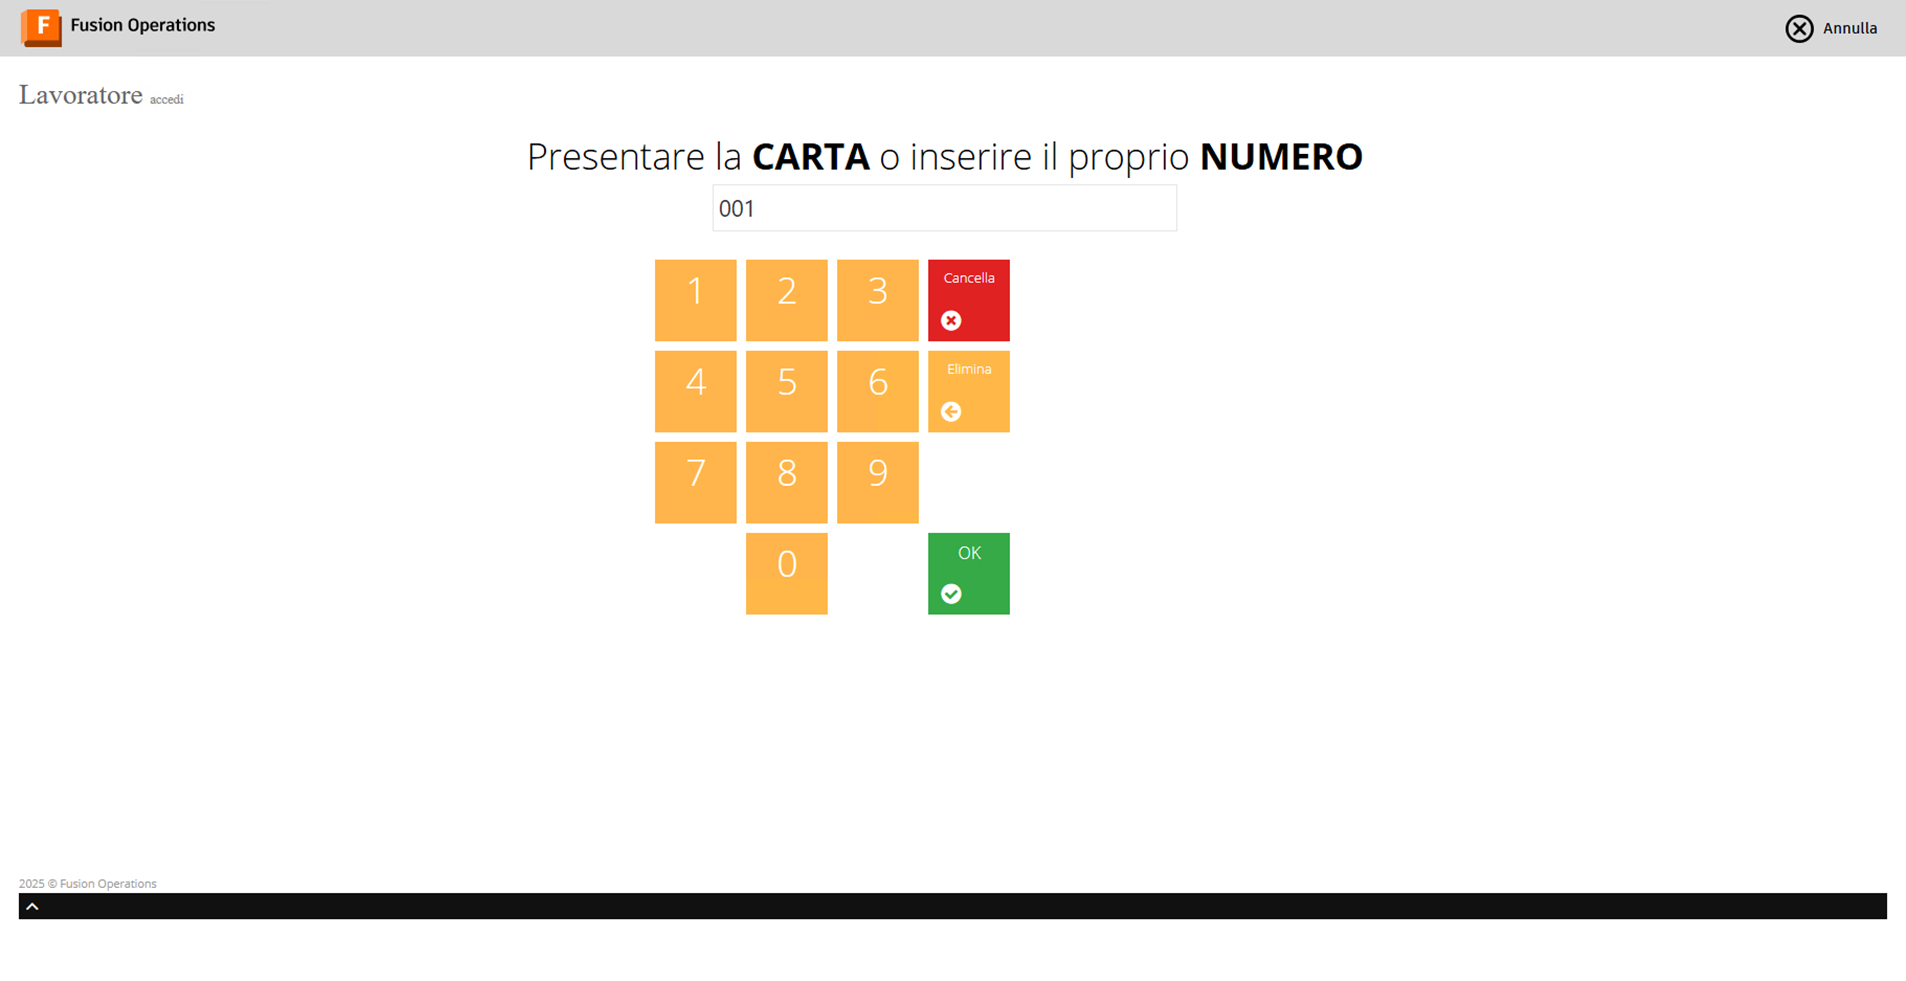 F Fusion Operations
Annulla
Lavoratore accedi
Presentare la CARTA o inserire il proprio NUMERO
001
1 2 3 Cancella
4 5 6 Elimina
7 8 9
0 OK
2025 © Fusion Operations